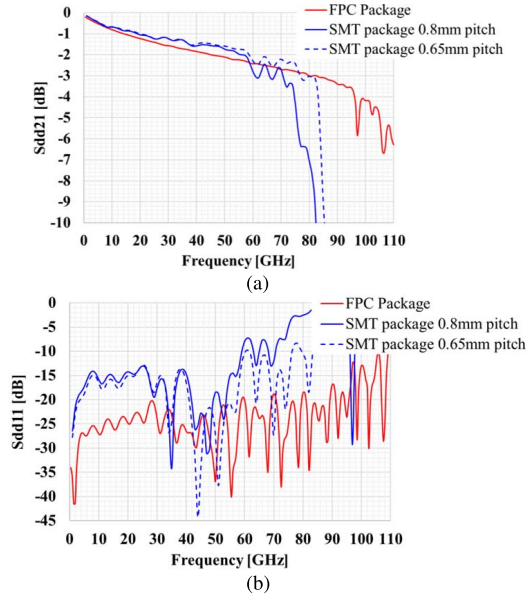 0
-1
-2
-3
-4
-5
-6
-7
-8
-9
-10
Sdd21 [dB]
FPC Package
SMT package 0.8mm pitch
SMT package 0.65mm pitch
0 10 20 30 40 50 60 70 80 90 100 110
Frequency [GHz]
(a)
0
-5
-10
-15
-20
-25
-30
-35
-40
-45
Sdd11 [dB]
FPC Package
SMT package 0.8mm pitch
SMT package 0.65mm pitch
0 10 20 30 40 50 60 70 80 90 100 110
Frequency [GHz]
(b)